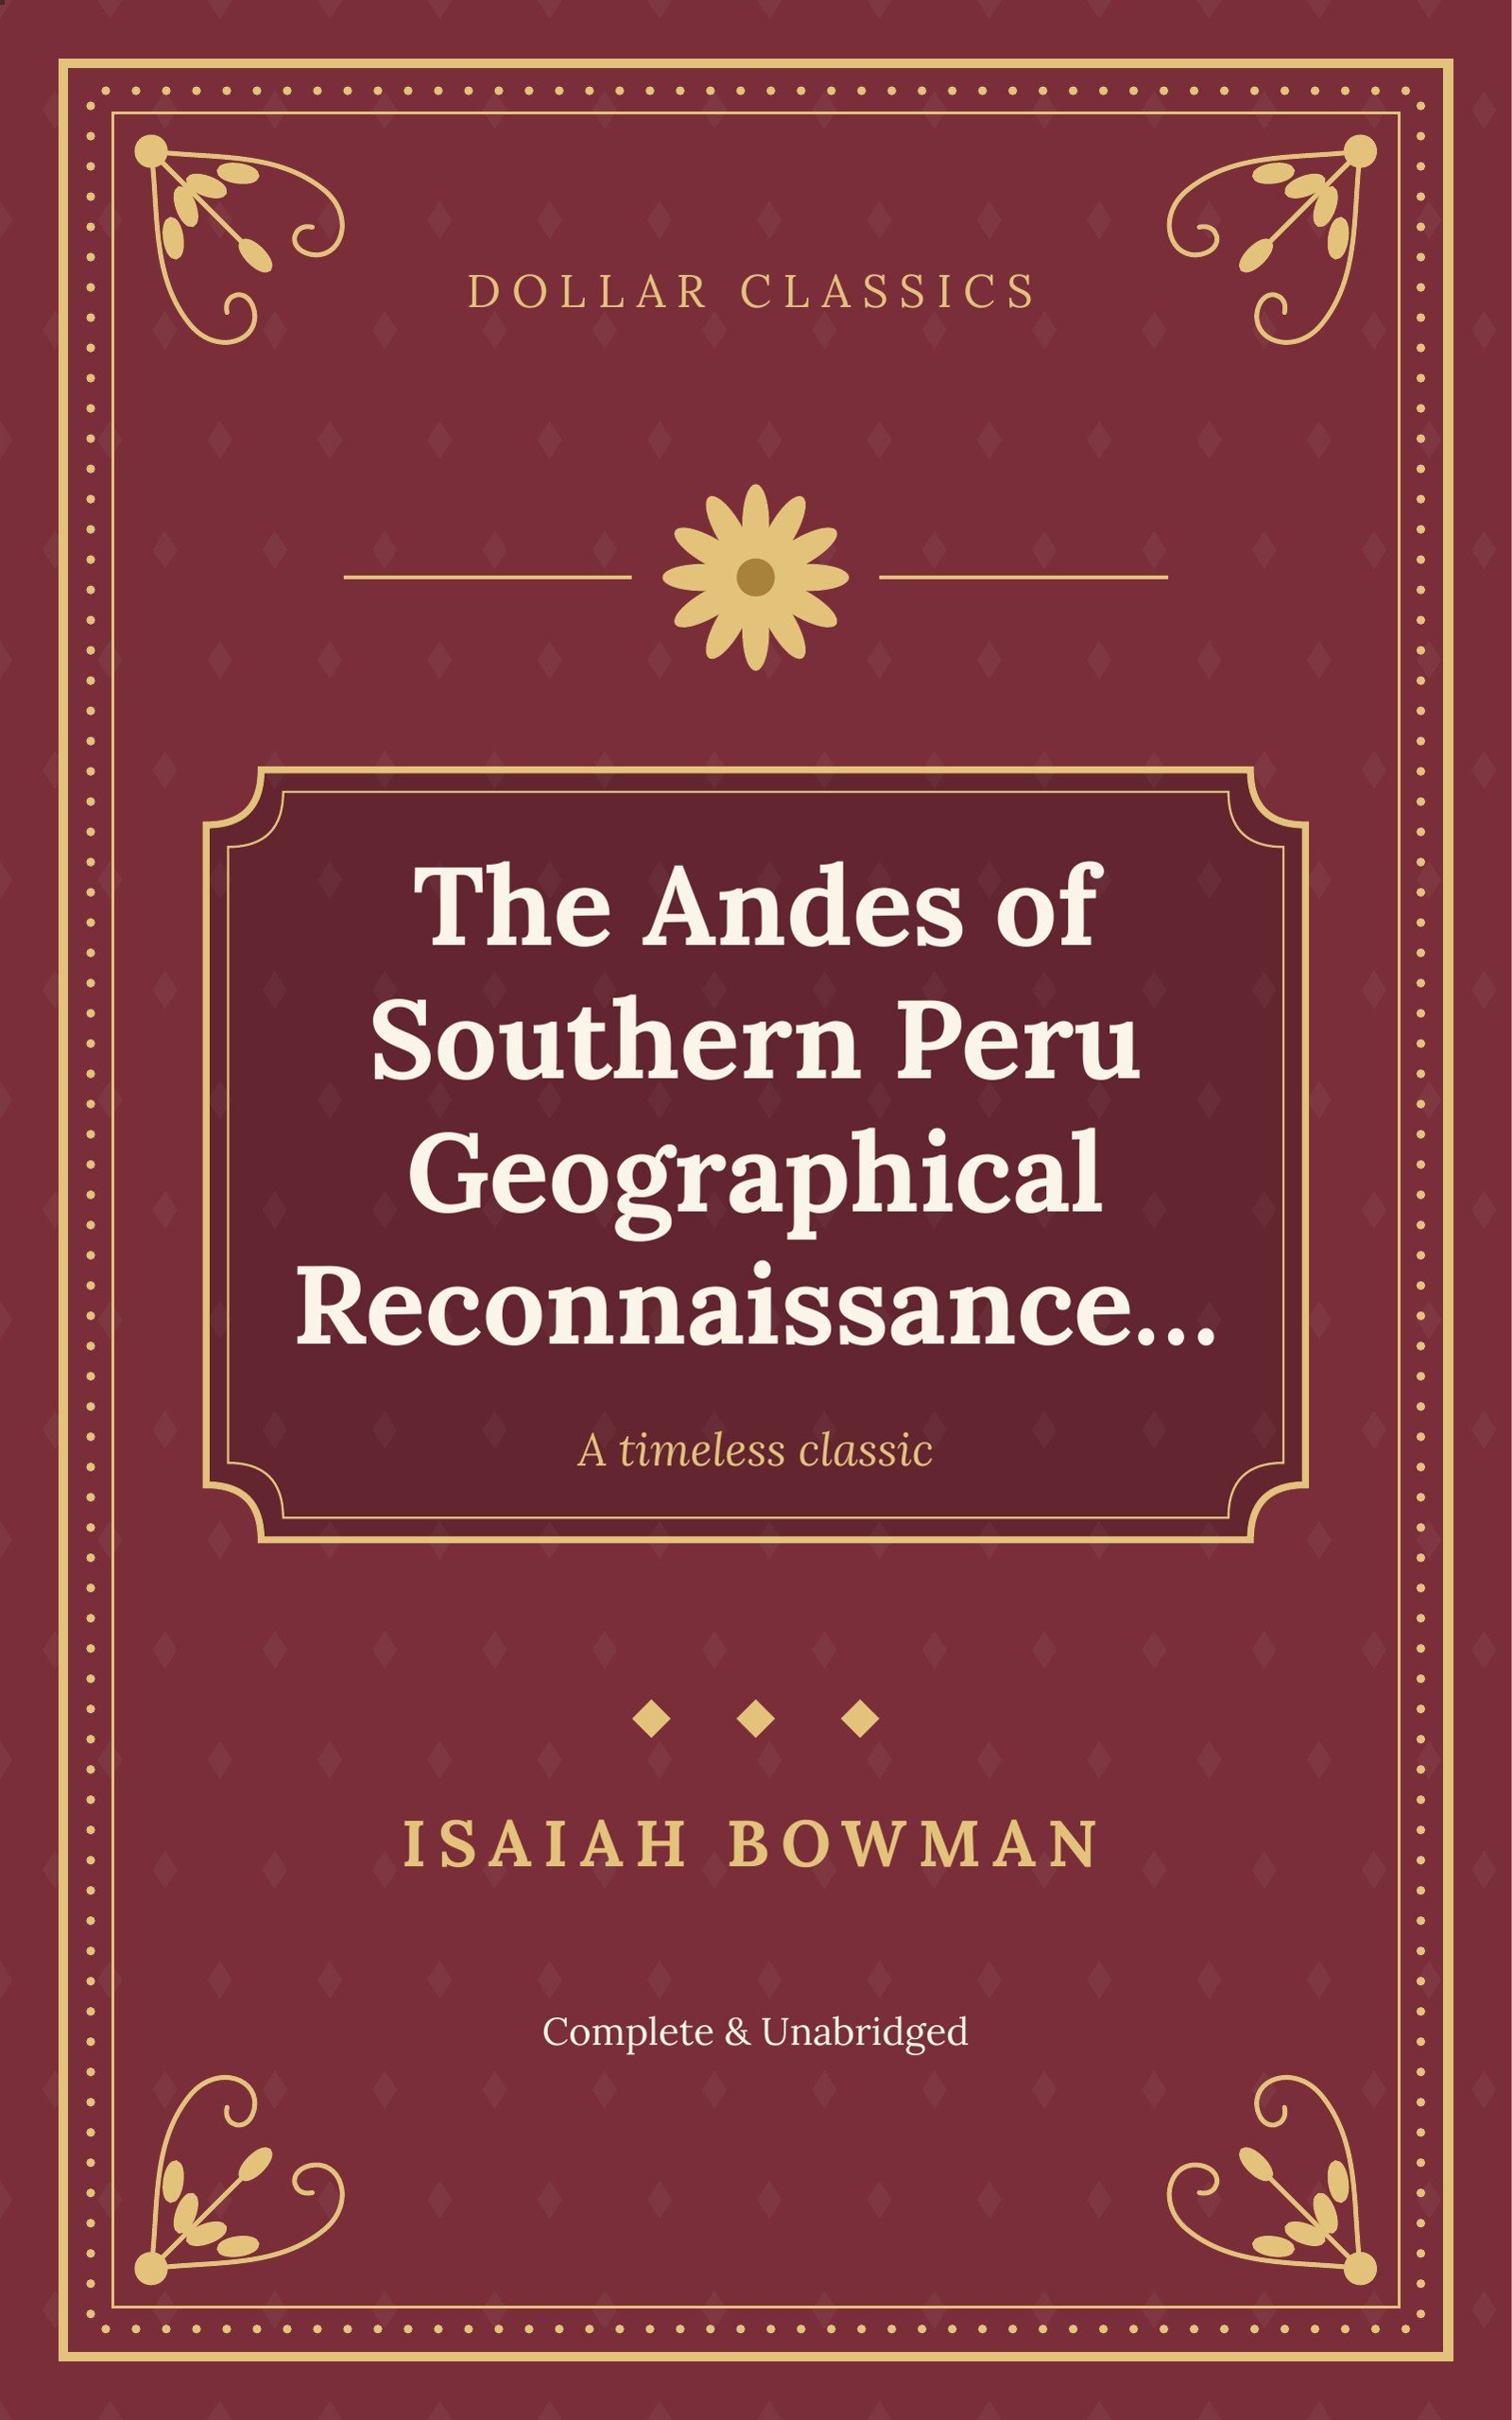 DOLLAR CLASSICS
The Andes of
Southern Peru
Geographical
Reconnaissance...
A timeless classic
ISAIAH BOWMAN
Complete & Unabridged